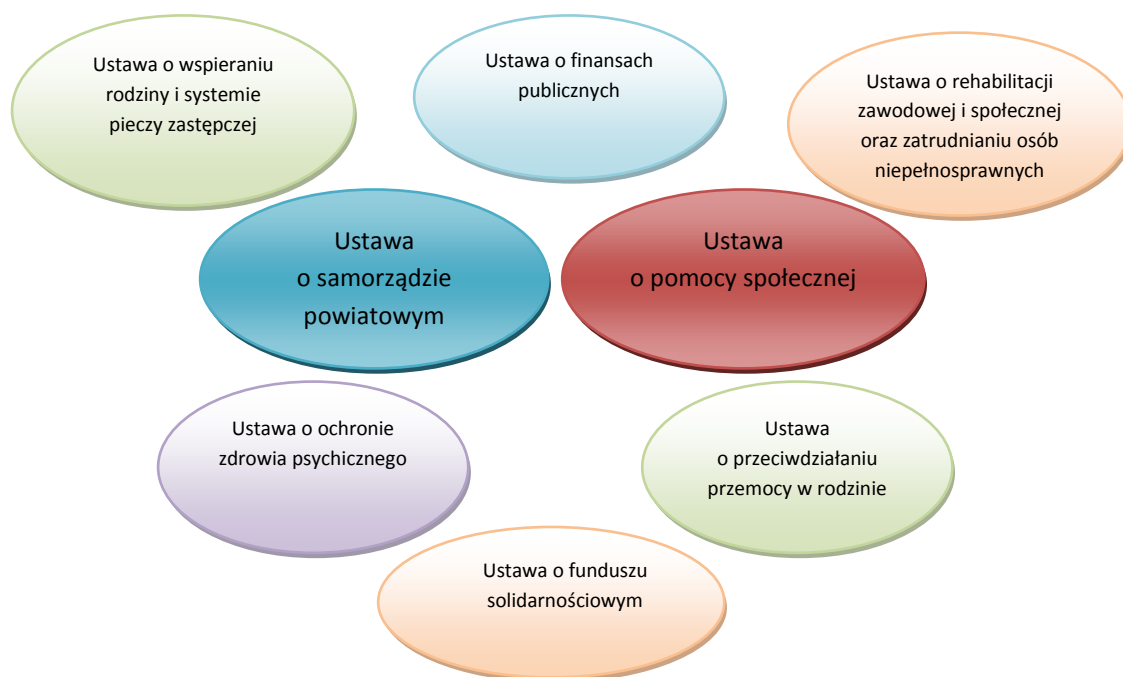 Ustawa o wspieraniu
rodziny i systemie
pieczy zastępczej
Ustawa o finansach
publicznych
Ustawa o rehabilitacji
zawodowej i społecznej
oraz zatrudnianiu osób
niepełnosprawnych
Ustawa
o samorządzie
powiatowym
Ustawa
o pomocy społecznej
Ustawa o ochronie
zdrowia psychicznego
Ustawa
o przeciwdziałaniu
przemocy w rodzinie
Ustawa o funduszu
solidarnościowym